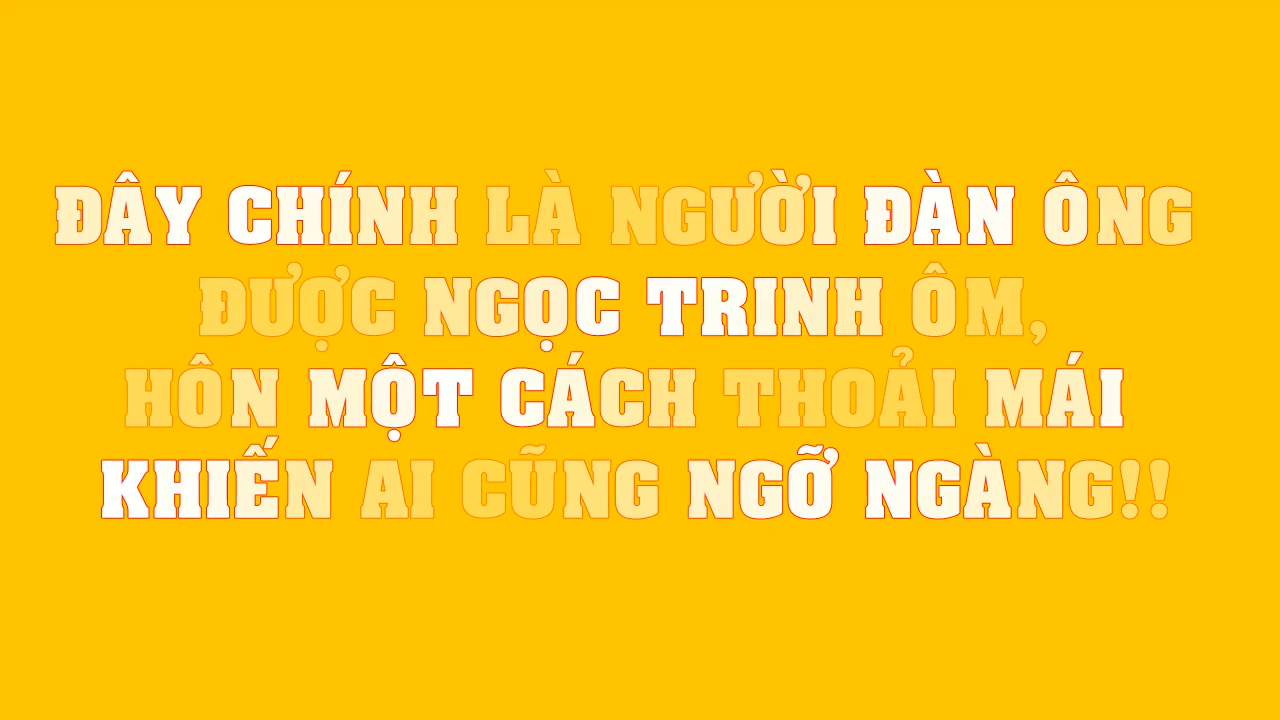 ĐÂY CHÍNH LÀ NGƯỜI ĐÀN ÔNG
ĐƯỢC NGỌC TRINH ÔM,
HÔN MỘT CÁCH THOẢI MÁI
KHIẾN AI CŨNG NGỠ NGÀNG!!